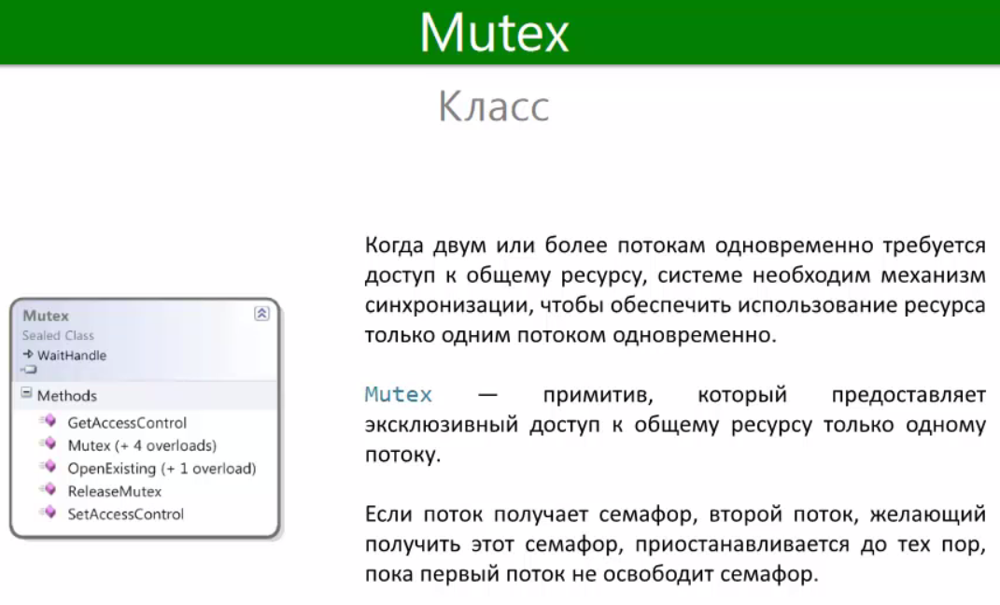 Mutex
Класс
Когда двум или более потокам одновременно требуется
доступ к общему ресурсу, системе необходим механизм
синхронизации, чтобы обеспечить использование ресурса
только одним потоком одновременно.
Mutex — примитив, который предоставляет
эксклюзивный доступ к общему ресурсу только одному
потоку.
Если поток получает семафор, второй поток, желающий
получить этот семафор, приостанавливается до тех пор,
пока первый поток не освободит семафор.
Mutex
Sealed Class
WaitHandle
Methods
GetAccessControl
Mutex (+ 4 overloads)
OpenExisting (+ 1 overload)
ReleaseMutex
SetAccessControl